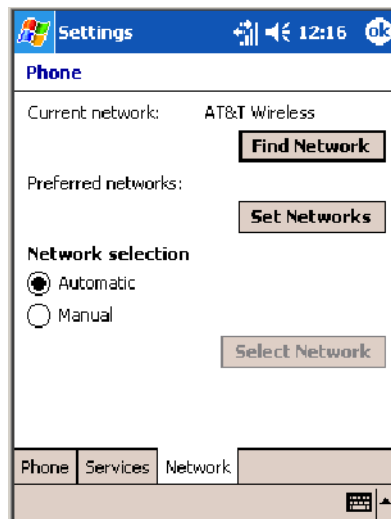 Settings 12:16 ok
Phone
Current network: AT&T Wireless
Find Network
Preferred networks:
Set Networks
Network selection
Automatic
Manual
Select Network
Phone Services Network